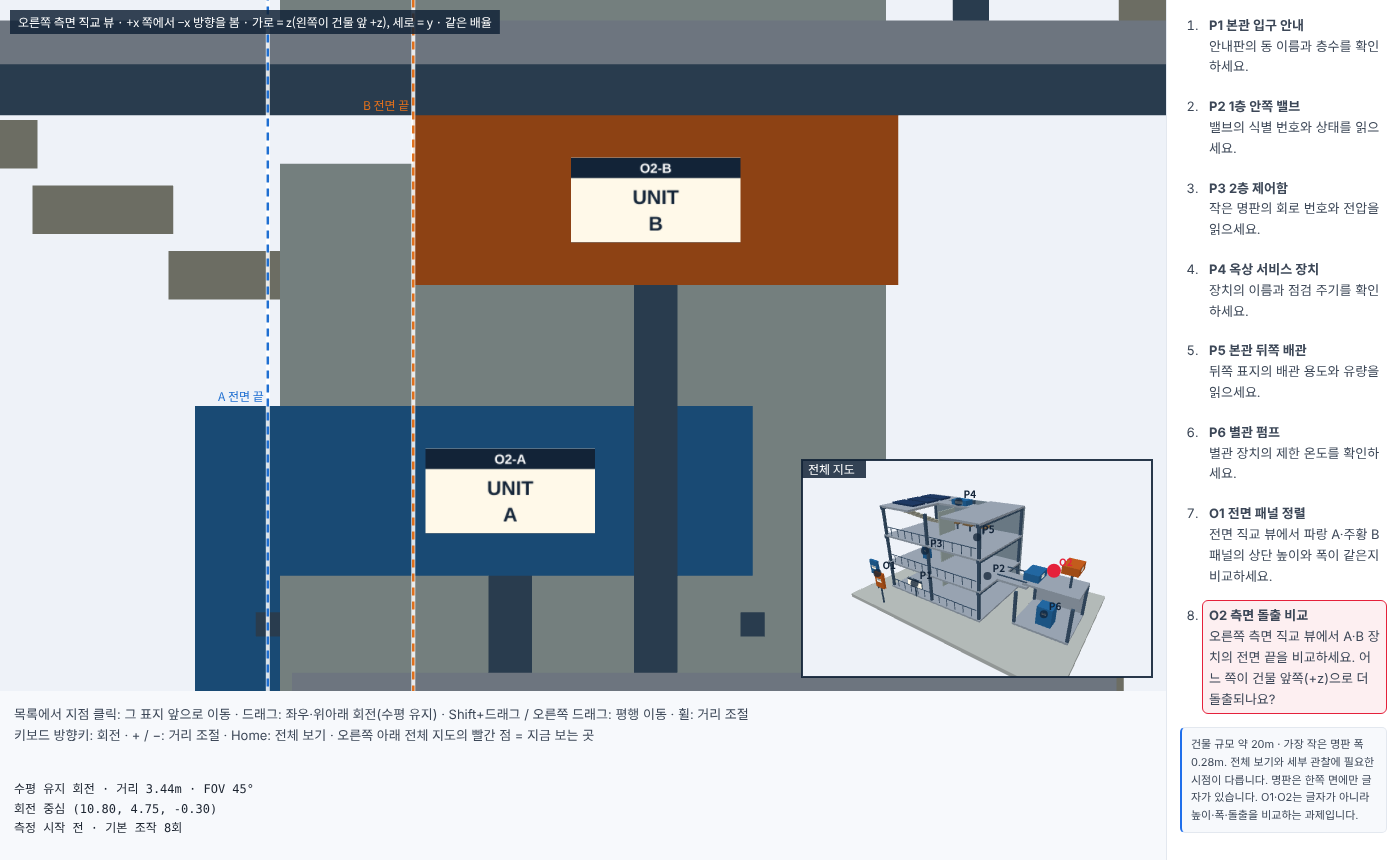 오른쪽 측면 직교 뷰 · +x 쪽에서 −x 방향을 봄 · 가로 = z(왼쪽이 건물 앞 +z), 세로 = y · 같은 배율
B 전면 끝
O2-B
UNIT
B
A 전면 끝
O2-A
UNIT
A
전체 지도
P4
P5
P3
O1
P1
P2
P6
목록에서 지점 클릭: 그 표지 앞으로 이동 · 드래그: 좌우·위아래 회전(수평 유지) · Shift+드래그 / 오른쪽 드래그: 평행 이동 · 휠: 거리 조절
키보드 방향키: 회전 · + / −: 거리 조절 · Home: 전체 보기 · 오른쪽 아래 전체 지도의 빨간 점 = 지금 보는 곳
수평 유지 회전 · 거리 3.44m · FOV 45°
회전 중심 (10.80, 4.75, -0.30)
측정 시작 전 · 기본 조작 8회
1. P1 본관 입구 안내
안내판의 동 이름과 층수를 확인
하세요.
2. P2 1층 안쪽 밸브
밸브의 식별 번호와 상태를 읽으
세요.
3. P3 2층 제어함
작은 명판의 회로 번호와 전압을
읽으세요.
4. P4 옥상 서비스 장치
장치의 이름과 점검 주기를 확인
하세요.
5. P5 본관 뒤쪽 배관
뒤쪽 표지의 배관 용도와 유량을
읽으세요.
6. P6 별관 펌프
별관 장치의 제한 온도를 확인하
세요.
7. O1 전면 패널 정렬
전면 직교 뷰에서 파랑 A·주황 B
패널의 상단 높이와 폭이 같은지
비교하세요.
8. O2 측면 돌출 비교
오른쪽 측면 직교 뷰에서 A·B 장
치의 전면 끝을 비교하세요. 어
느 쪽이 건물 앞쪽(+z)으로 더
돌출되나요?
건물 규모 약 20m · 가장 작은 명판 폭
0.28m. 전체 보기와 세부 관찰에 필요한
시점이 다릅니다. 명판은 한쪽 면에만 글
자가 있습니다. O1·O2는 글자가 아니라
높이·폭·돌출을 비교하는 과제입니다.